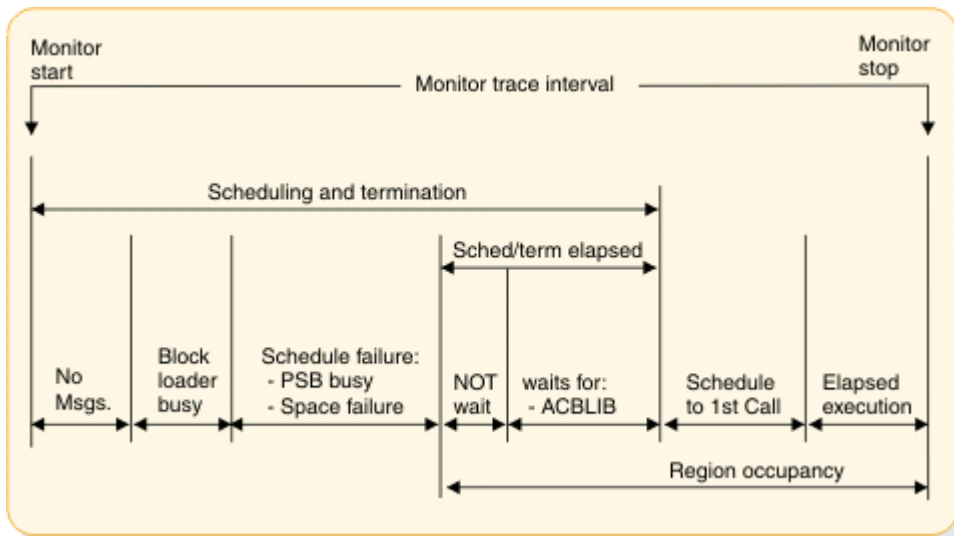 Monitor
start
Monitor
stop
Monitor trace interval
Scheduling and termination
Sched/term elapsed
No
Msgs.
Block
loader
busy
Schedule failure:
- PSB busy
- Space failure
NOT
wait
waits for:
- ACBLIB
Schedule
to 1st Call
Elapsed
execution
Region occupancy